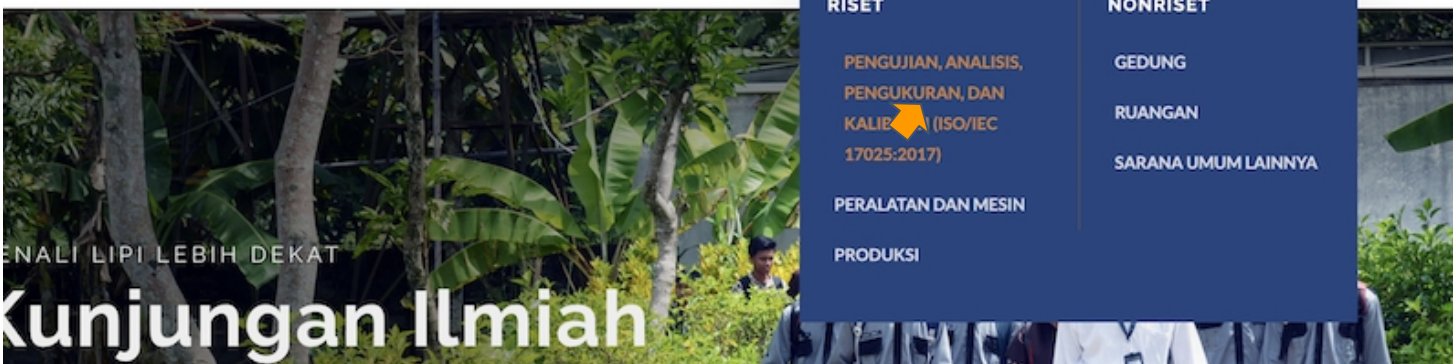 RISET
NONRISET
PENGUJIAN, ANALISIS,
PENGUKURAN, DAN
(ISO/IEC
17025:2017)
PERALATAN DAN MESIN
PRODUKSI
GEDUNG
RUANGAN
SARANA UMUM LAINNYA
ENALI LIPI LEBIH DEKAT
Kunjungan Ilmiah